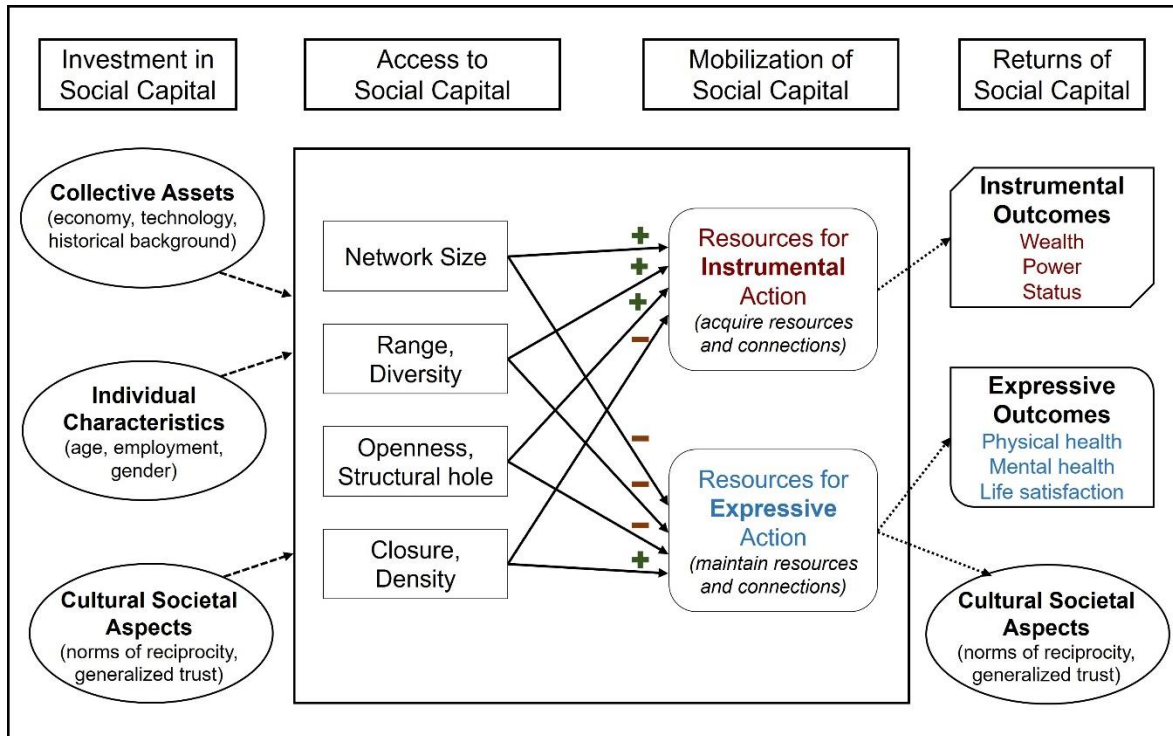 Investment in
Social Capital
Access to
Social Capital
Mobilization of
Social Capital
Returns of
Social Capital
Collective Assets
(economy, technology,
historical background)
Individual
Characteristics
(age, employment,
gender)
Cultural Societal
Aspects
(norms of reciprocity,
generalized trust)
Network Size
Range,
Diversity
Openness,
Structural hole
Closure,
Density
+
+
+
−
−
−
−
+
Resources for
Instrumental
Action
(acquire resources
and connections)
Resources for
Expressive
Action
(maintain resources
and connections)
Instrumental
Outcomes
Wealth
Power
Status
Expressive
Outcomes
Physical health
Mental health
Life satisfaction
Cultural Societal
Aspects
(norms of reciprocity,
generalized trust)